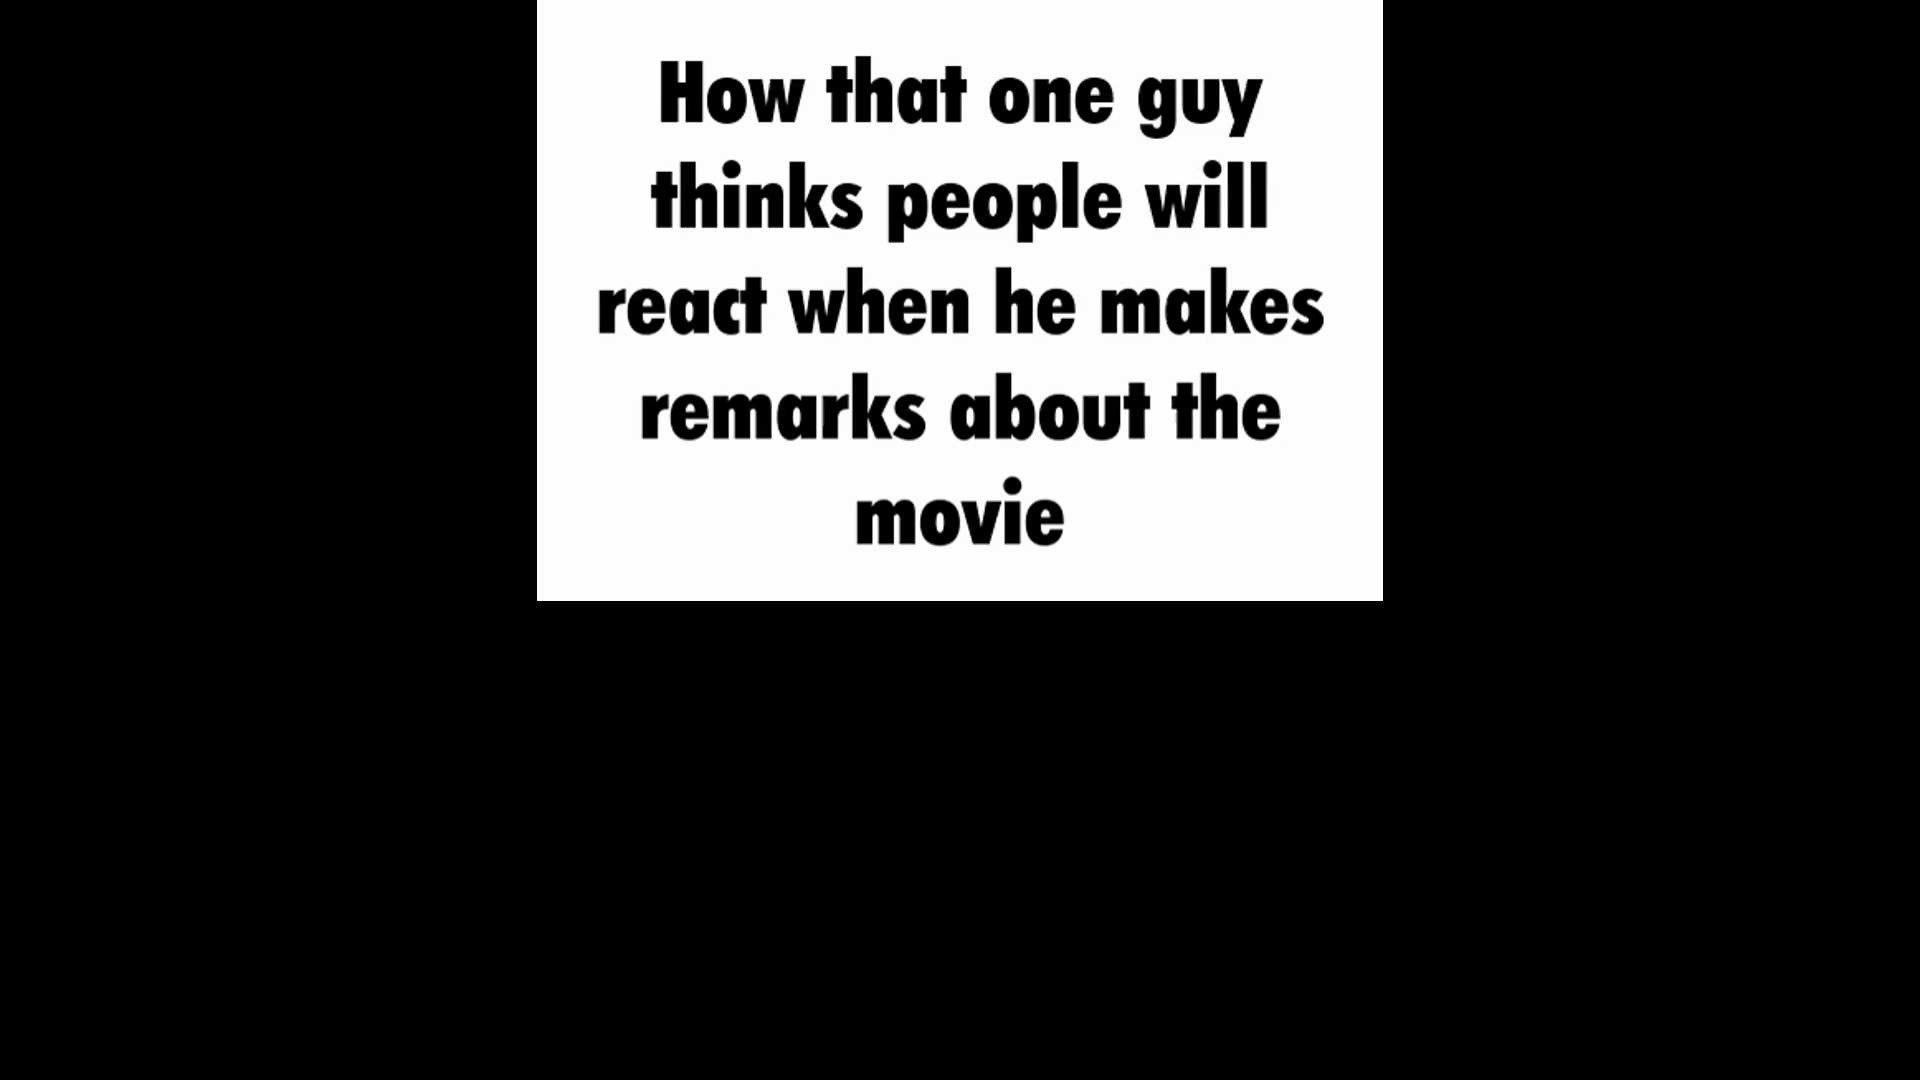 How that one guy
thinks people will
react when he makes
remarks about the
movie